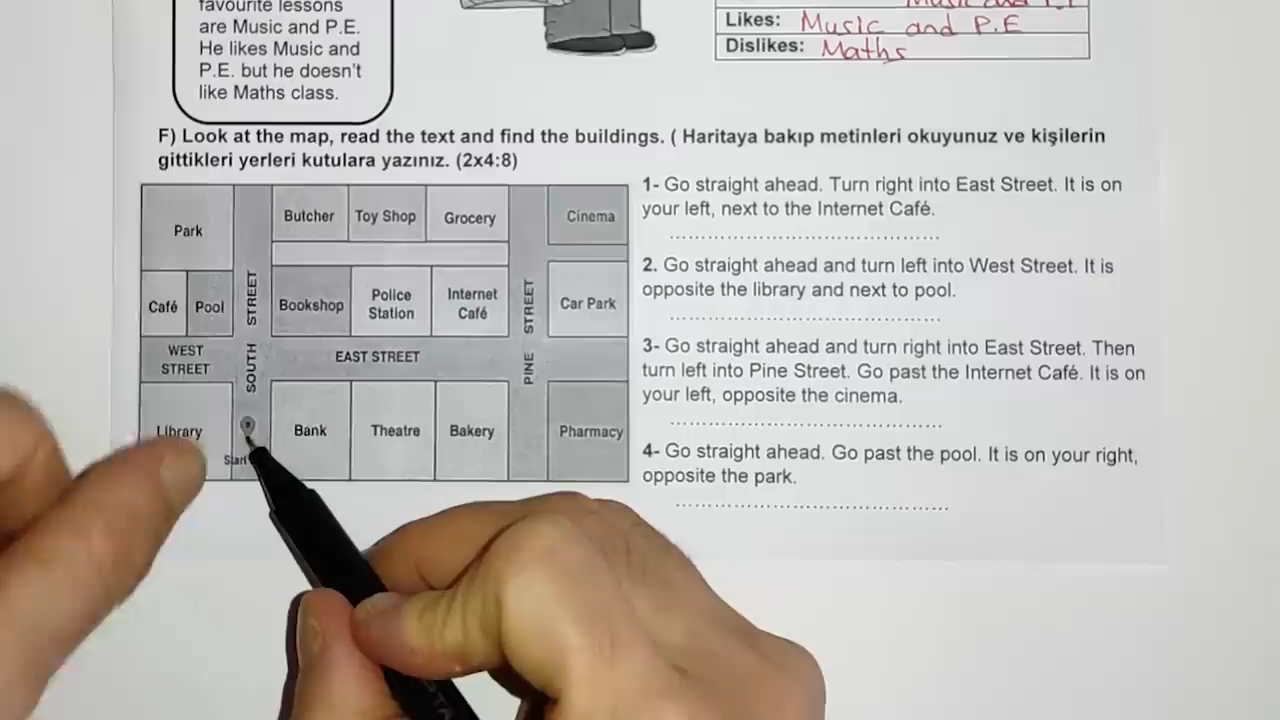 favourite lessons
are Music and P.E.
He likes Music and
P.E. but he doesn't
like Maths class.
Likes: Music and P.E
Dislikes: Maths
F) Look at the map, read the text and find the buildings. ( Haritaya bakıp metinleri okuyunuz ve kişilerin
gittikleri yerleri kutulara yazınız. (2x4:8)
Park
Butcher
Toy Shop
Grocery
Cinema
Café
Pool
SOUTH STREET
Bookshop
Police
Station
Internet
Café
PINE STREET
Car Park
WEST
STREET
EAST STREET
Library
Start
Bank
Theatre
Bakery
Pharmacy
1- Go straight ahead. Turn right into East Street. It is on
your left, next to the Internet Café.
2. Go straight ahead and turn left into West Street. It is
opposite the library and next to pool.
3- Go straight ahead and turn right into East Street. Then
turn left into Pine Street. Go past the Internet Café. It is on
your left, opposite the cinema.
4- Go straight ahead. Go past the pool. It is on your right,
opposite the park.